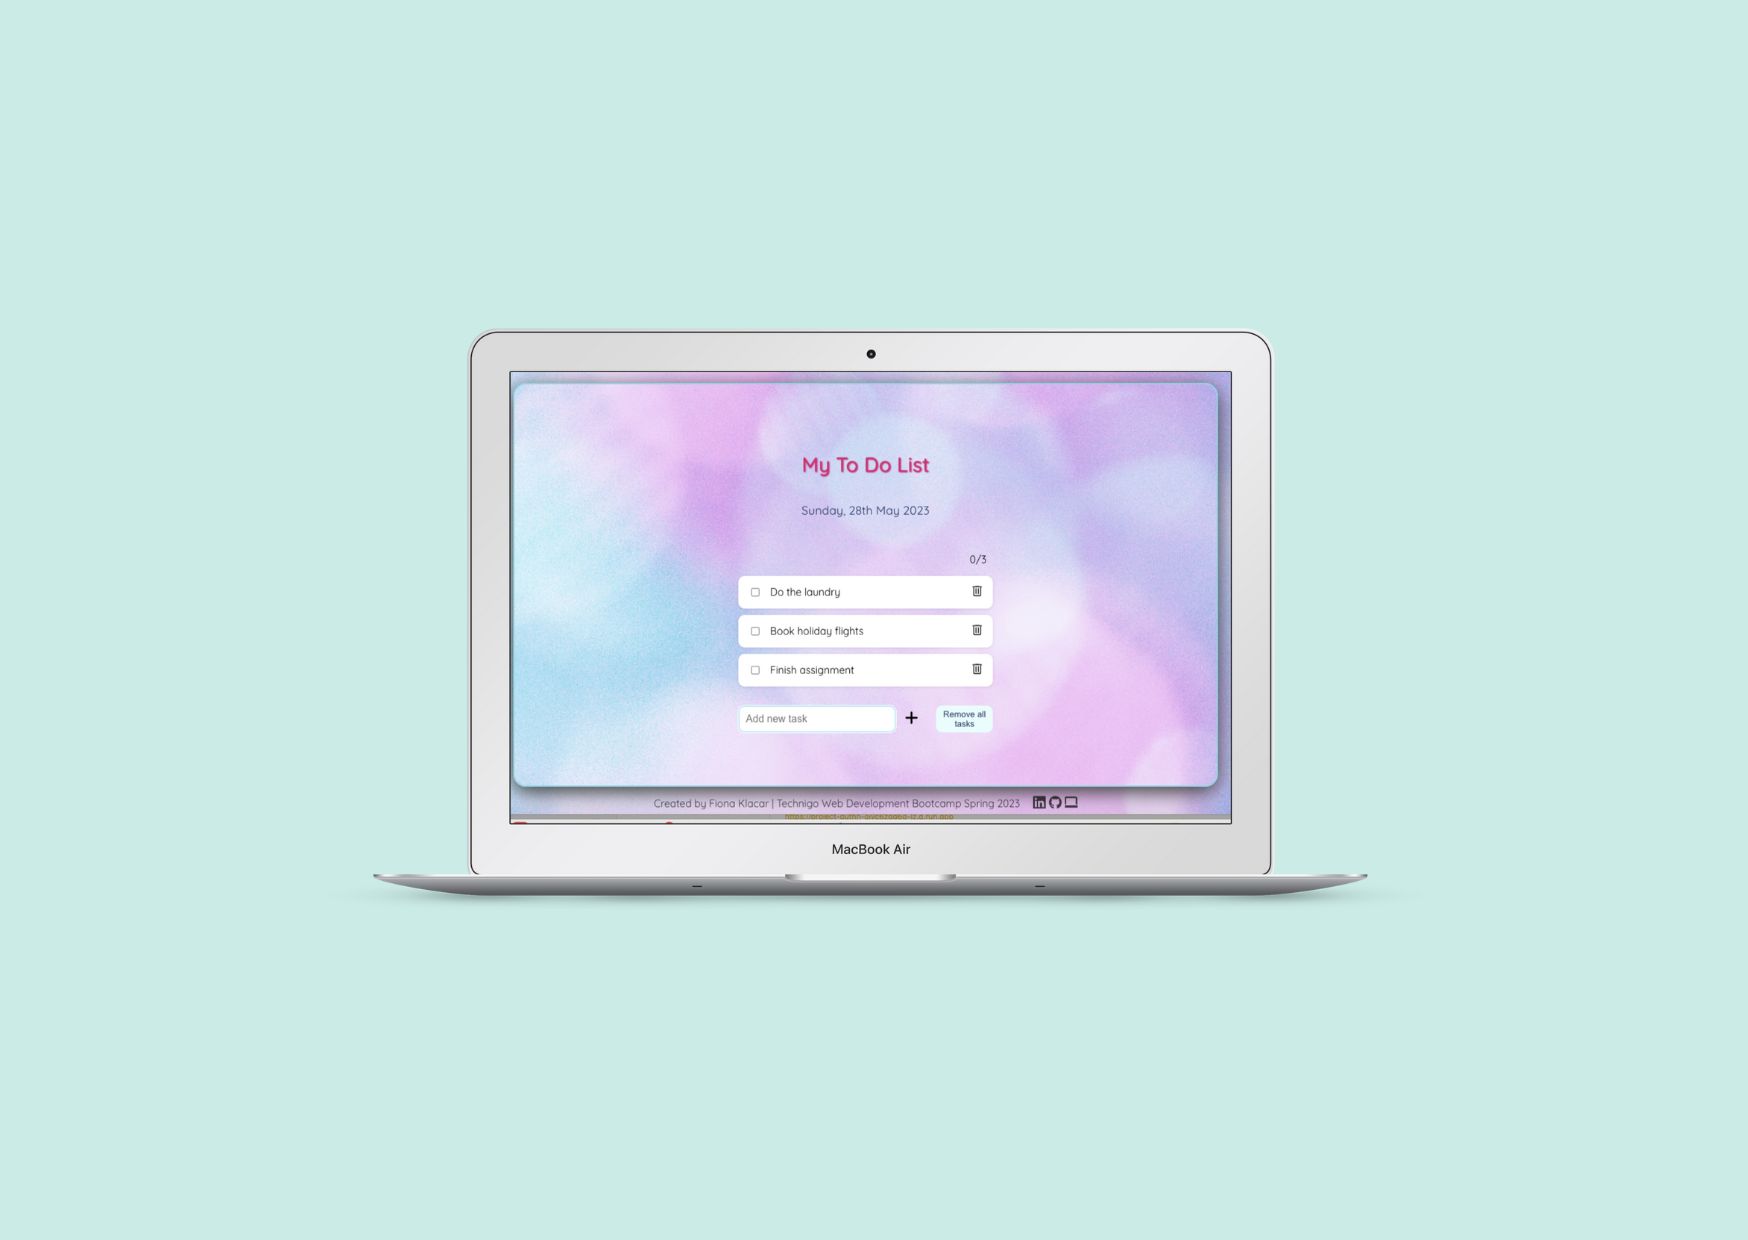 My To Do List
Sunday, 28th May 2023
0/3
Do the laundry
Book holiday flights
Finish assignment
Add new task
Remove all
tasks
Created by Fiona Klacar | Technigo Web Development Bootcamp Spring 2023
MacBook Air